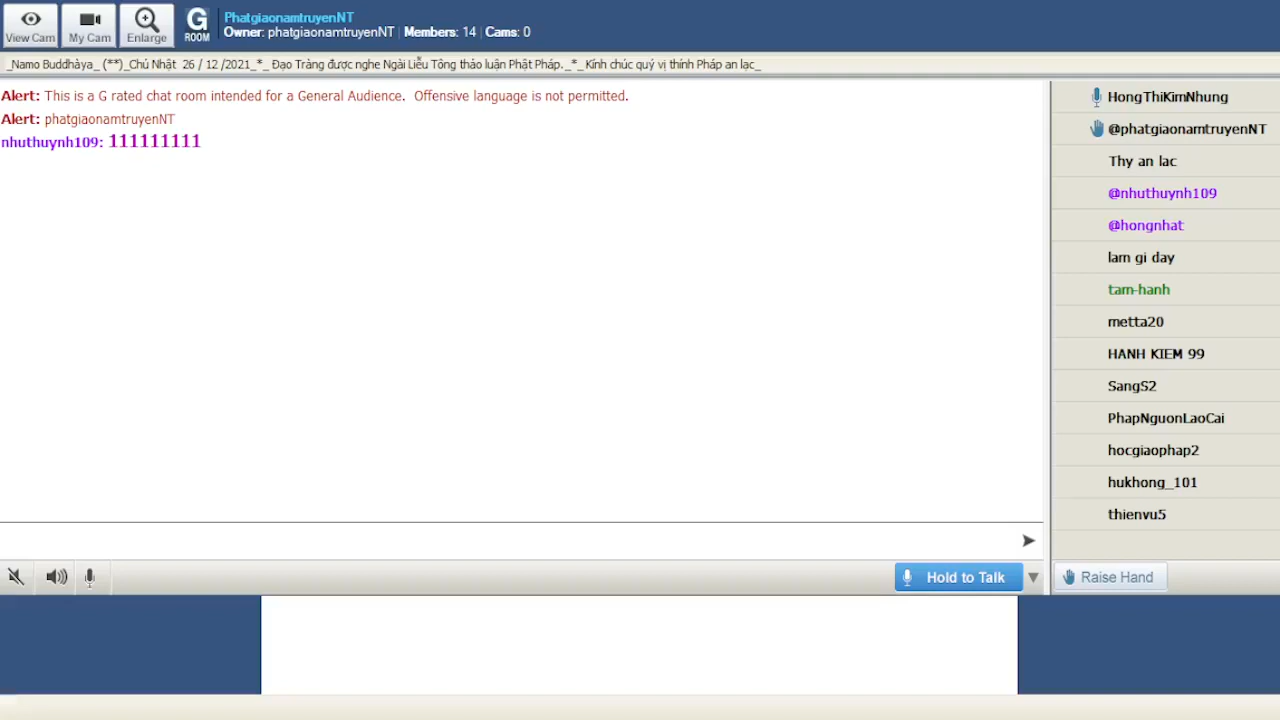 View Cam
My Cam
Enlarge
G
ROOM
PhatgiaonamtruyenNT
Owner: phatgiaonamtruyenNT | Members: 14 | Cams: 0
_Namo Buddhàya_ (**)_Chủ Nhật 26 / 12 /2021_*_ Đạo Tràng được nghe Ngài Liễu Tông thảo luận Phật Pháp._*_Kính chúc quý vị thính Pháp an lạc_
Alert: This is a G rated chat room intended for a General Audience. Offensive language is not permitted.
Alert: phatgiaonamtruyenNT
nhuthuynh109: 111111111
HongThiKimNhung
@phatgiaonamtruyenNT
Thy an lac
@nhuthuynh109
@hongnhat
lam gi day
tam-hanh
metta20
HANH KIEM 99
SangS2
PhapNguonLaoCai
hocgiaophap2
hukhong_101
thienvu5
Hold to Talk
Raise Hand